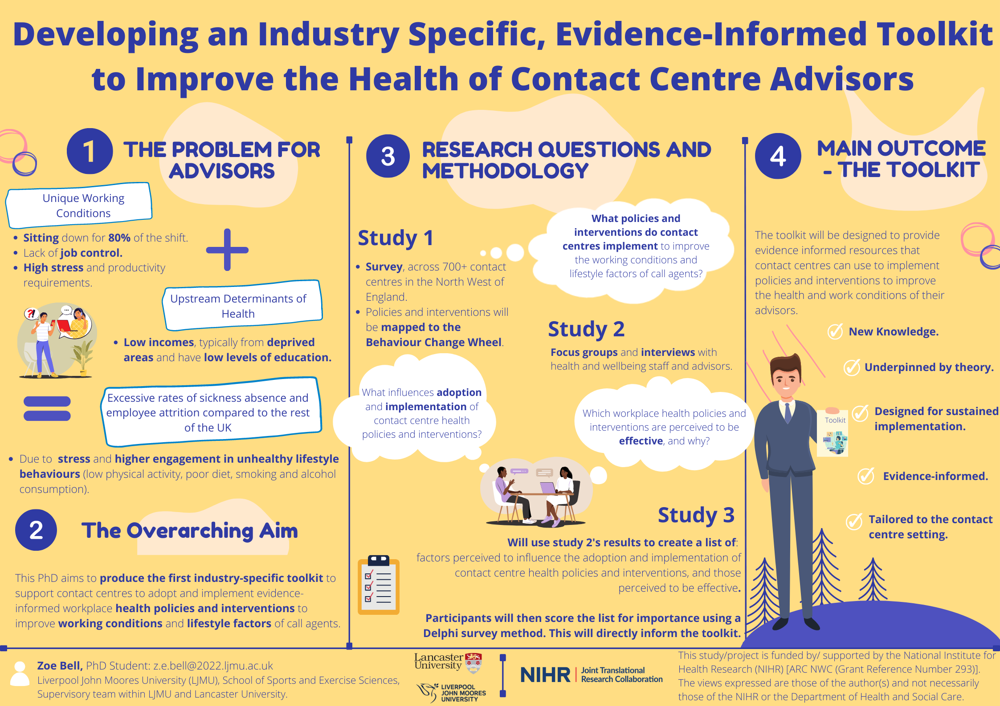 Developing an Industry Specific, Evidence-Informed Toolkit
to Improve the Health of Contact Centre Advisors
1
THE PROBLEM FOR
ADVISORS
Unique Working
Conditions
• Sitting down for 80% of the shift.
• Lack of job control.
• High stress and productivity
requirements.
?!
...
Upstream Determinants of
Health
• Low incomes, typically from deprived
areas and have low levels of education.
Excessive rates of sickness absence and
employee attrition compared to the rest
of the UK
• Due to stress and higher engagement in unhealthy lifestyle
behaviours (low physical activity, poor diet, smoking and alcohol
consumption).
2
The Overarching Aim
This PhD aims to produce the first industry-specific toolkit to
support contact centres to adopt and implement evidence-
informed workplace health policies and interventions to
improve working conditions and lifestyle factors of call agents.
3
RESEARCH QUESTIONS AND
METHODOLOGY
Study 1
• Survey, across 700+ contact
centres in the North West of
England.
• Policies and interventions will
be mapped to the
Behaviour Change Wheel.
What policies and
interventions do contact
centres implement to improve
the working conditions and
lifestyle factors of call agents?
Study 2
Focus groups and interviews with
health and wellbeing staff and advisors.
What influences adoption
and implementation of
contact centre health
policies and interventions?
Which workplace health policies and
interventions are perceived to be
effective, and why?
Study 3
Will use study 2's results to create a list of:
factors perceived to influence the adoption and implementation of
contact centre health policies and interventions, and those
perceived to be effective.
Participants will then score the list for importance using a
Delphi survey method. This will directly inform the toolkit.
4
MAIN OUTCOME
- THE TOOLKIT
The toolkit will be designed to provide
evidence informed resources that
contact centres can use to implement
policies and interventions to improve
the health and work conditions of their
advisors.
New Knowledge.
Underpinned by theory.
Toolkit
Designed for sustained
implementation.
Evidence-informed.
Tailored to the contact
centre setting.
Zoe Bell, PhD Student: z.e.bell@2022.ljmu.ac.uk
Liverpool John Moores University (LJMU), School of Sports and Exercise Sciences,
Supervisory team within LJMU and Lancaster University.
Lancaster
University
LIVERPOOL
JOHN MOORES
UNIVERSITY
NIHR | Joint Translational
Research Collaboration
This study/project is funded by/ supported by the National Institute for
Health Research (NIHR) [ARC NWC (Grant Reference Number 293)].
The views expressed are those of the author(s) and not necessarily
those of the NIHR or the Department of Health and Social Care.